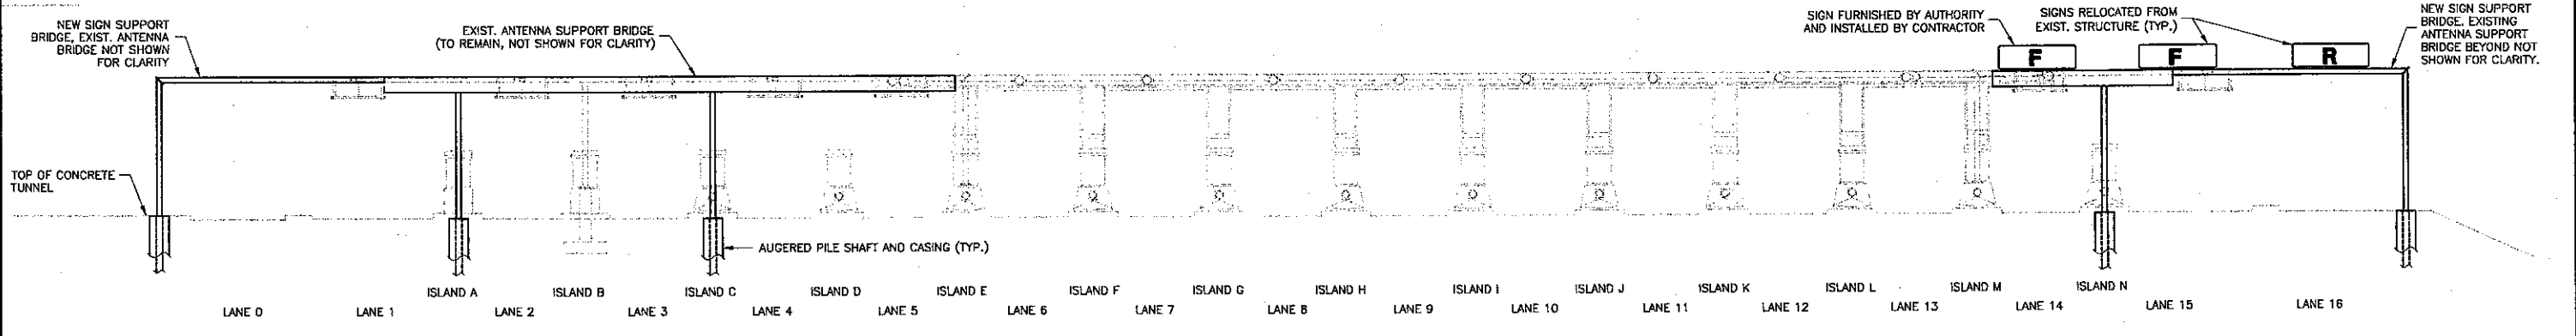 NEW SIGN SUPPORT
BRIDGE, EXIST. ANTENNA
BRIDGE NOT SHOWN
FOR CLARITY
EXIST. ANTENNA SUPPORT BRIDGE
(TO REMAIN, NOT SHOWN FOR CLARITY)
SIGN FURNISHED BY AUTHORITY
AND INSTALLED BY CONTRACTOR
SIGNS RELOCATED FROM
EXIST. STRUCTURE (TYP.)
NEW SIGN SUPPORT
BRIDGE. EXISTING
ANTENNA SUPPORT
BRIDGE BEYOND NOT
SHOWN FOR CLARITY.
F
F
R
TOP OF CONCRETE
TUNNEL
AUGERED PILE SHAFT AND CASING (TYP.)
ISLAND A
ISLAND B
ISLAND C
ISLAND D
ISLAND E
ISLAND F
ISLAND G
ISLAND H
ISLAND I
ISLAND J
ISLAND K
ISLAND L
ISLAND M
ISLAND N
LANE 0
LANE 1
LANE 2
LANE 3
LANE 4
LANE 5
LANE 6
LANE 7
LANE 8
LANE 9
LANE 10
LANE 11
LANE 12
LANE 13
LANE 14
LANE 15
LANE 16